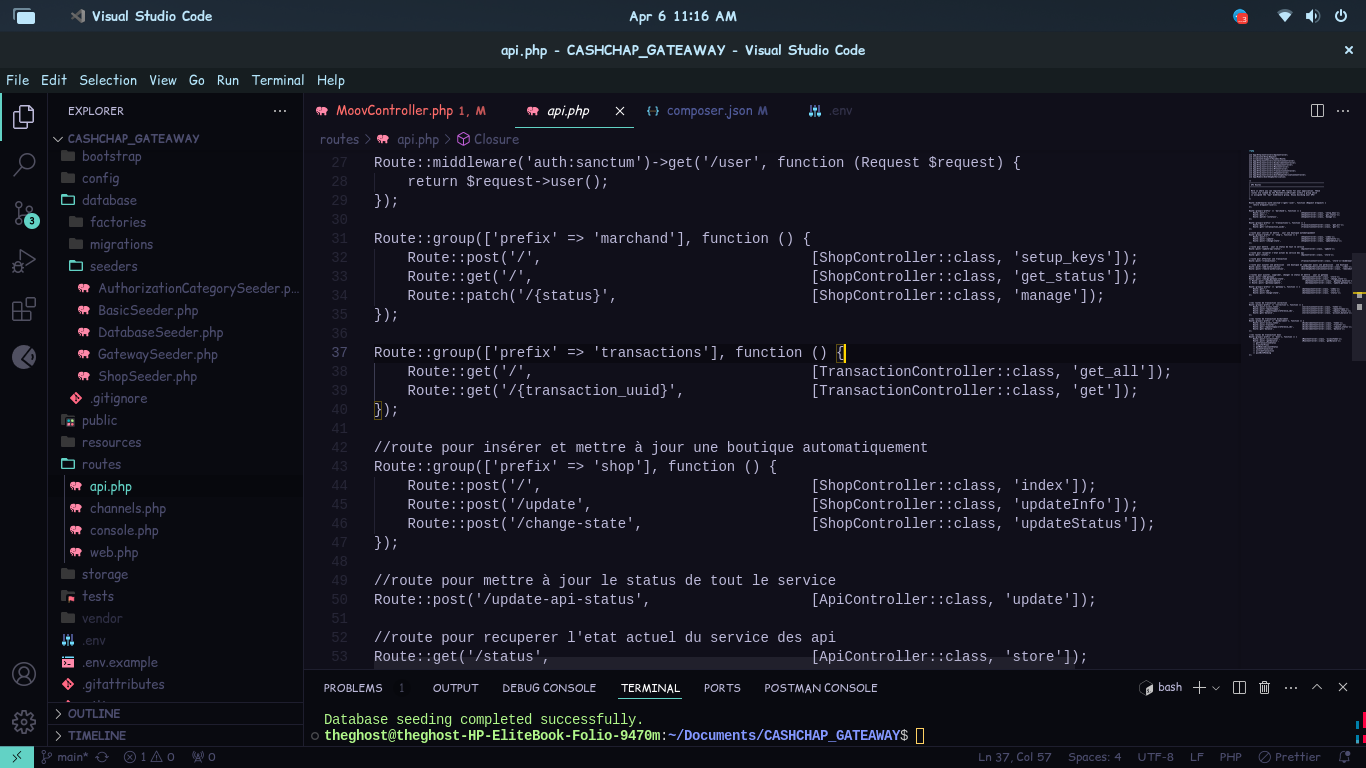 Visual Studio Code
Apr 6 11:16 AM
3
api.php - CASHCHAP_GATEAWAY - Visual Studio Code
File Edit Selection View Go Run Terminal Help
EXPLORER
CASHCHAP_GATEAWAY
bootstrap
config
database
factories
migrations
seeders
AuthorizationCategorySeeder.p...
BasicSeeder.php
DatabaseSeeder.php
GatewaySeeder.php
ShopSeeder.php
.gitignore
public
resources
routes
api.php
channels.php
console.php
web.php
storage
tests
vendor
.env
.env.example
.gitattributes
OUTLINE
TIMELINE
3
MoovController.php 1, M
api.php
composer.json M
.env
routes > api.php > Closure
27 Route::middleware('auth:sanctum')->get('/user', function (Request $request) {
28 return $request->user();
29 });
30
31 Route::group(['prefix' => 'marchand'], function () {
32 Route::post('/', [ShopController::class, 'setup_keys']);
33 Route::get('/', [ShopController::class, 'get_status']);
34 Route::patch('/{status}', [ShopController::class, 'manage']);
35 });
36
37 Route::group(['prefix' => 'transactions'], function () {
38 Route::get('/', [TransactionController::class, 'get_all']);
39 Route::get('/{transaction_uuid}', [TransactionController::class, 'get']);
40 });
41
42 //route pour insérer et mettre à jour une boutique automatiquement
43 Route::group(['prefix' => 'shop'], function () {
44 Route::post('/', [ShopController::class, 'index']);
45 Route::post('/update', [ShopController::class, 'updateInfo']);
46 Route::post('/change-state', [ShopController::class, 'updateStatus']);
47 });
48
49 //route pour mettre à jour le status de tout le service
50 Route::post('/update-api-status', [ApiController::class, 'update']);
51
52 //route pour recuperer l'etat actuel du service des api
53 Route::get('/status', [ApiController::class, 'store']);
PROBLEMS 1 OUTPUT DEBUG CONSOLE TERMINAL PORTS POSTMAN CONSOLE
bash
Database seeding completed successfully.
theghost@theghost-HP-EliteBook-Folio-9470m:~/Documents/CASHCHAP_GATEAWAY$
main* 1 0 0
Ln 37, Col 57 Spaces: 4 UTF-8 LF PHP Prettier